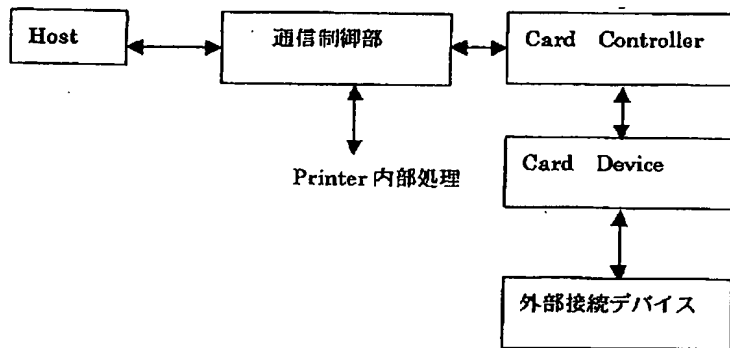 Host
通信制御部
Card Controller
Printer 内部処理
Card Device
外部接続デバイス